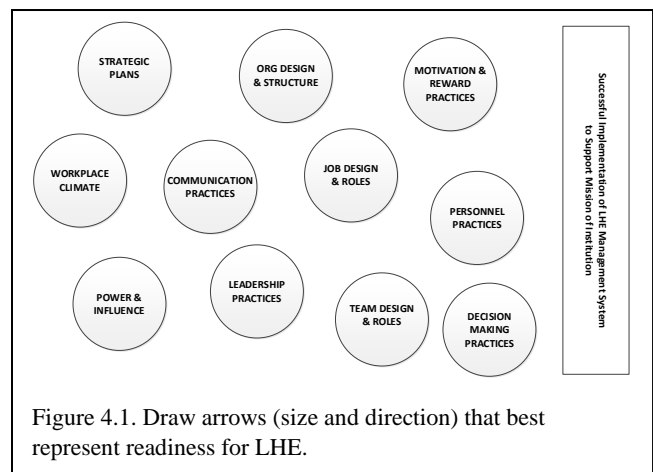 STRATEGIC
PLANS
ORG DESIGN
& STRUCTURE
MOTIVATION &
REWARD
PRACTICES
WORKPLACE
CLIMATE
COMMUNICATION
PRACTICES
JOB DESIGN
& ROLES
PERSONNEL
PRACTICES
POWER &
INFLUENCE
LEADERSHIP
PRACTICES
TEAM DESIGN
& ROLES
DECISION
MAKING
PRACTICES
Successful Implementation of LHE Management System
to Support Mission of Institution
Figure 4.1. Draw arrows (size and direction) that best
represent readiness for LHE.